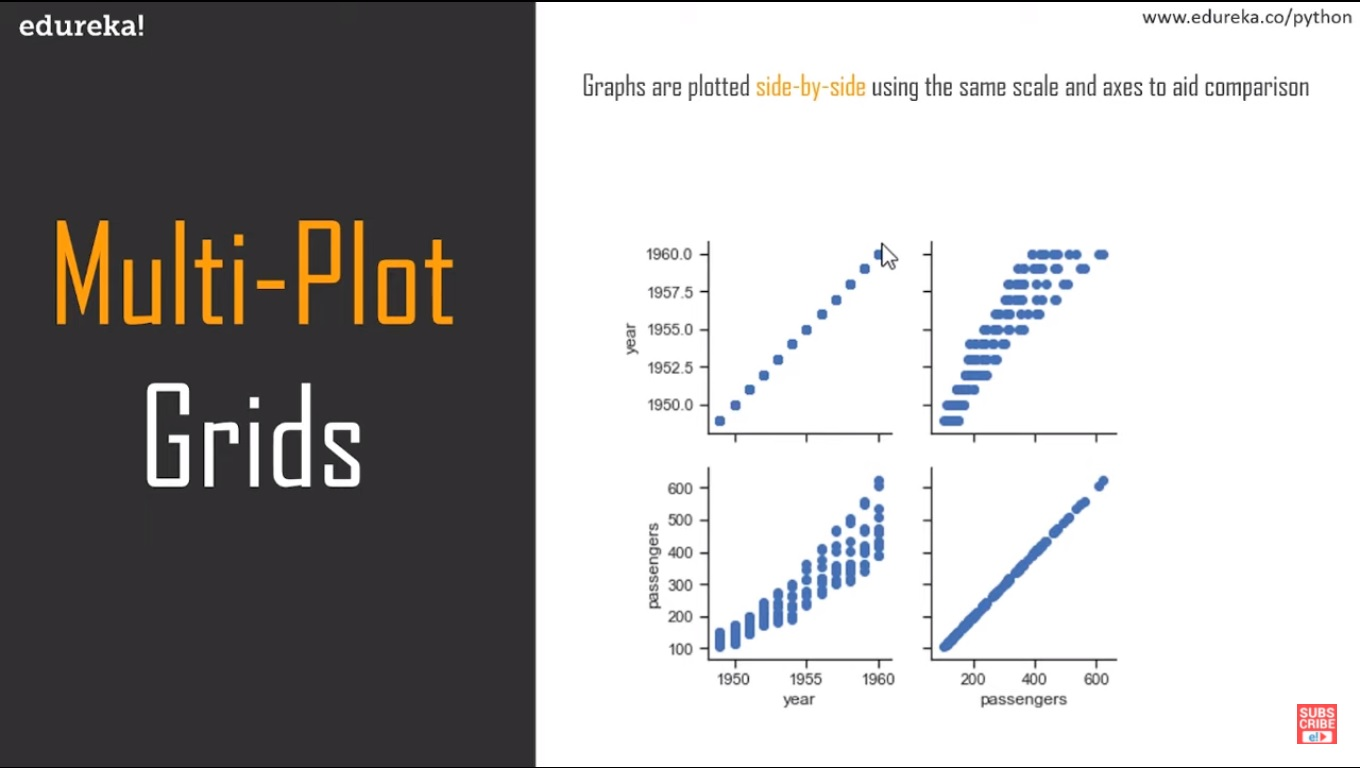 edureka!
www.edureka.co/python
Graphs are plotted side-by-side using the same scale and axes to aid comparison
Multi-Plot
Grids
1960.0
1957.5
1955.0
1952.5
1950.0
year
600
500
400
300
200
100
passengers
1950 1955 1960
year
200 400 600
passengers
SUBS
CRIBE
e!